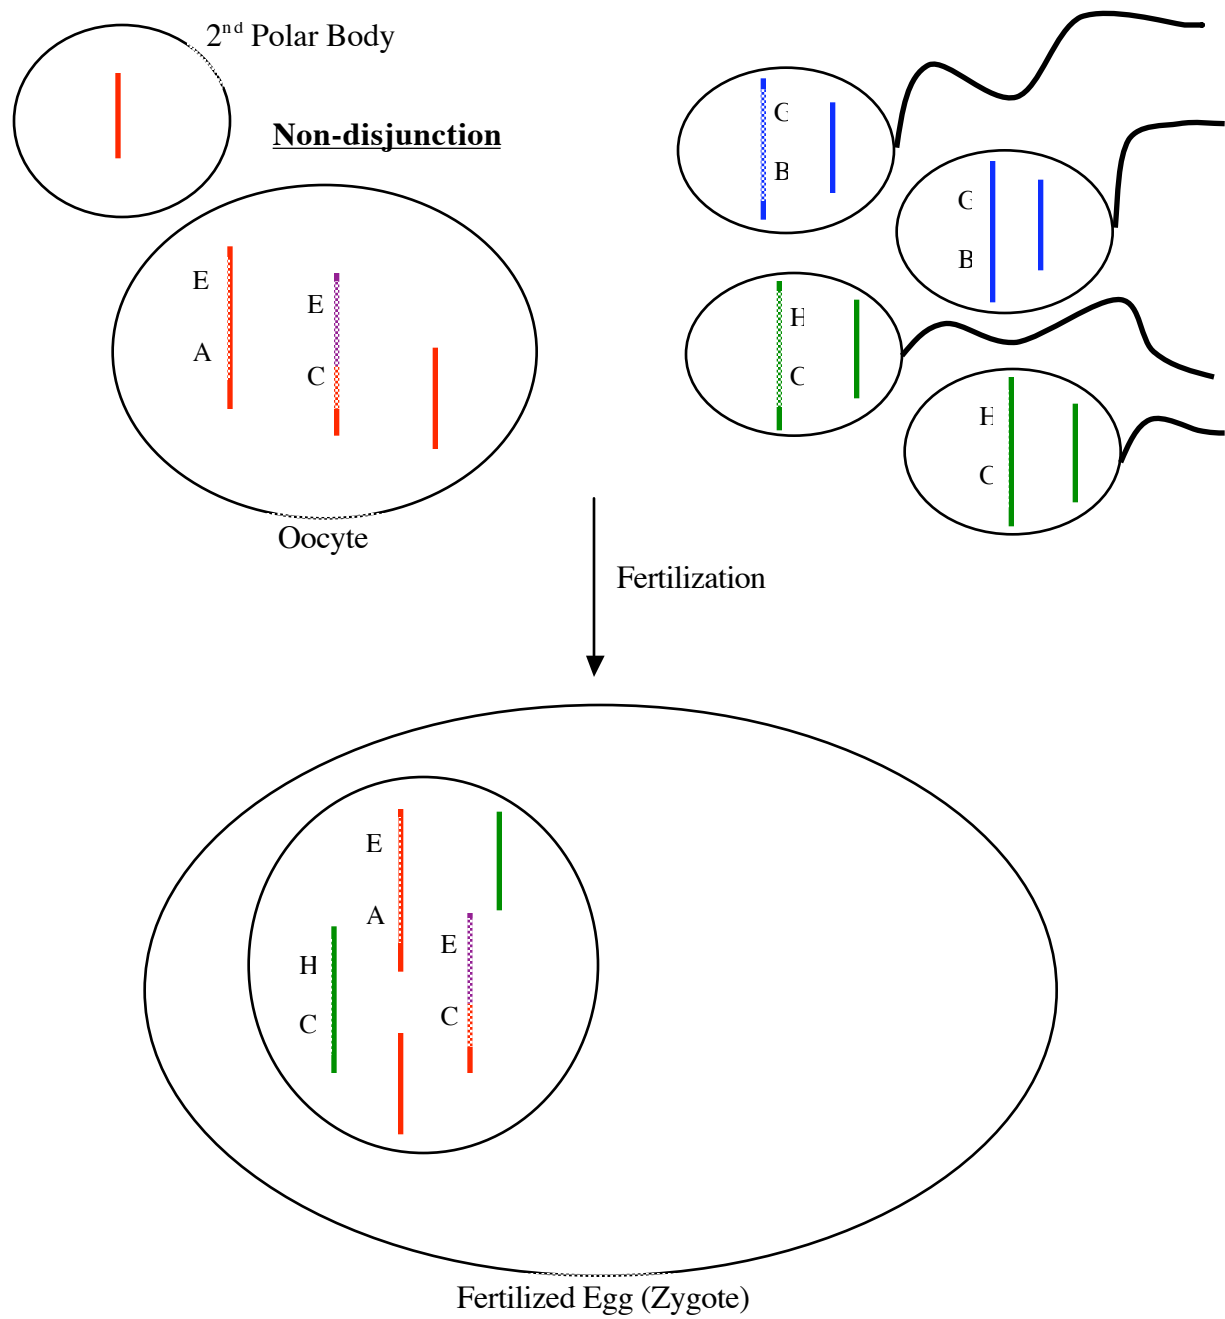 2nd Polar Body
Non-disjunction
G
B
G
B
E
A
E
C
H
C
H
C
Oocyte
Fertilization
E
A
H
C
E
C
Fertilized Egg (Zygote)